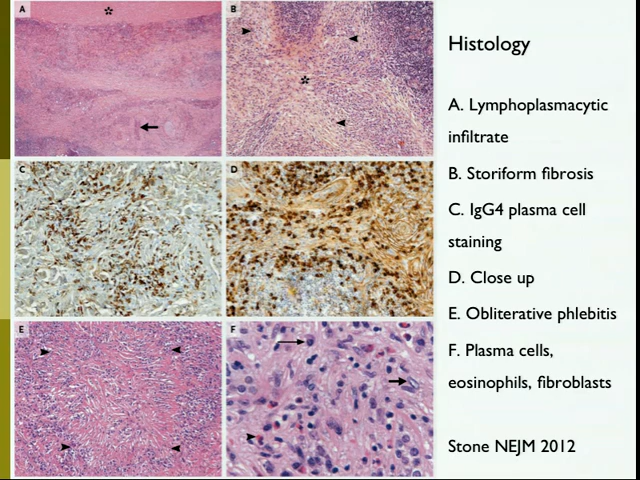 A
B
C
D
E
F
Histology
A. Lymphoplasmacytic
infiltrate
B. Storiform fibrosis
C. IgG4 plasma cell
staining
D. Close up
E. Obliterative phlebitis
F. Plasma cells,
eosinophils, fibroblasts
Stone NEJM 2012